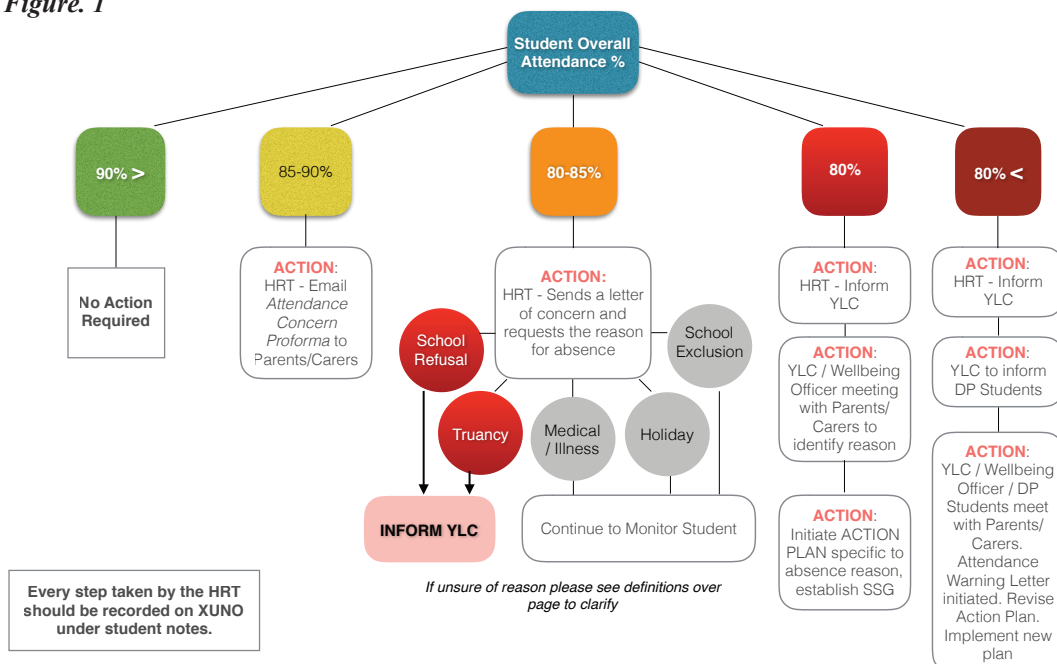 Figure. 1
Student Overall
Attendance %
90% >
85-90%
80-85%
80%
80% <
No Action
Required
ACTION:
HRT - Email
Attendance
Concern
Proforma to
Parents/Carers
ACTION:
HRT - Sends a letter
of concern and
requests the reason
for absence
School
Refusal
Truancy
Medical
/ Illness
Holiday
School
Exclusion
INFORM YLC
Continue to Monitor Student
If unsure of reason please see definitions over
page to clarify
ACTION:
HRT - Inform
YLC
ACTION:
YLC / Wellbeing
Officer meeting
with Parents/
Carers to
identify reason
ACTION:
Initiate ACTION
PLAN specific to
absence reason,
establish SSG
ACTION:
HRT - Inform
YLC
ACTION:
YLC to inform
DP Students
ACTION:
YLC / Wellbeing
Officer / DP
Students meet
with Parents/
Carers.
Attendance
Warning Letter
initiated. Revise
Action Plan.
Implement new
plan
Every step taken by the HRT
should be recorded on XUNO
under student notes.